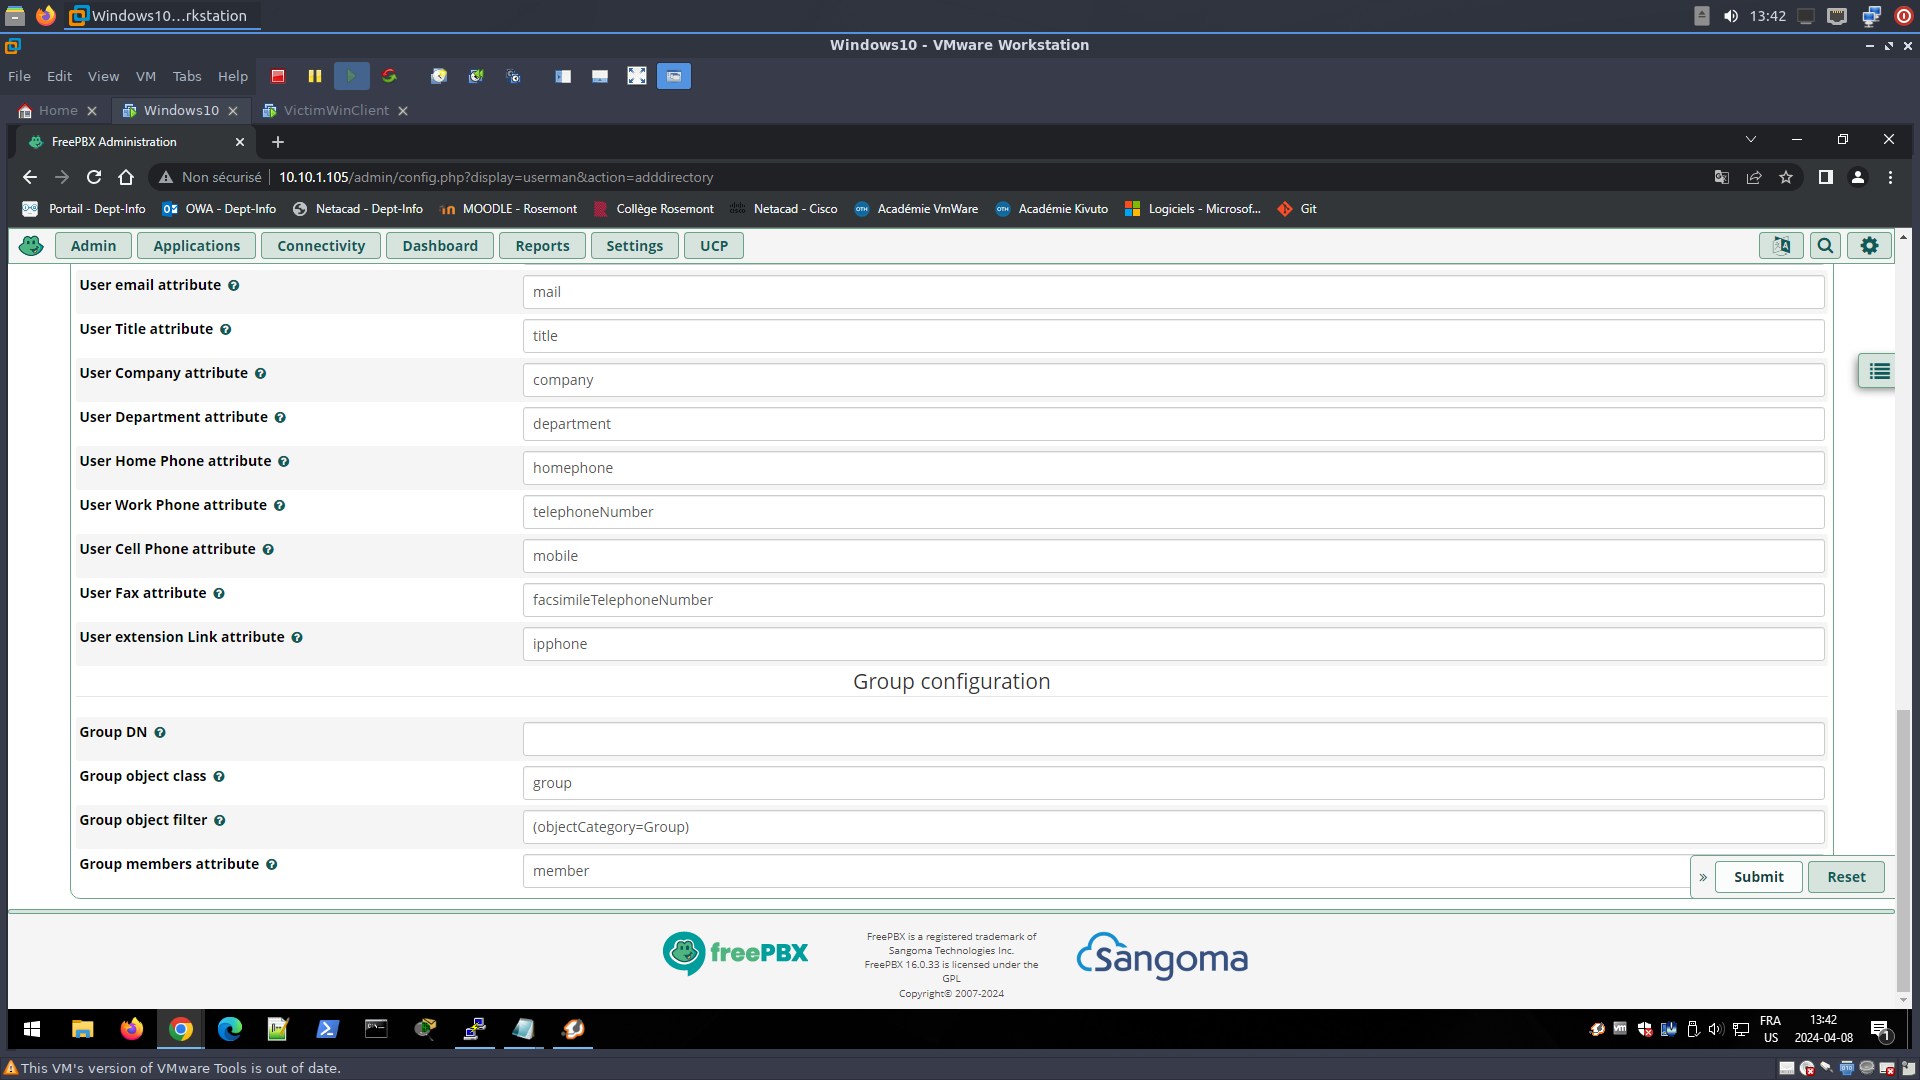 Windows10...rkstation
13:42
Windows10 - VMware Workstation
File Edit View VM Tabs Help
Home Windows10 VictimWinClient
FreePBX Administration
Non sécurisé 10.10.1.105/admin/config.php?display=userman&action=adddirectory
Portail - Dept-Info OWA - Dept-Info Netacad - Dept-Info MOODLE - Rosemont Collège Rosemont Netacad - Cisco Académie VmWare Académie Kivuto Logiciels - Microsof... Git
Admin Applications Connectivity Dashboard Reports Settings UCP
User email attribute mail
User Title attribute title
User Company attribute company
User Department attribute department
User Home Phone attribute homephone
User Work Phone attribute telephoneNumber
User Cell Phone attribute mobile
User Fax attribute facsimileTelephoneNumber
User extension Link attribute ipphone
Group configuration
Group DN
Group object class group
Group object filter (objectCategory=Group)
Group members attribute member
» Submit Reset
freePBX
FreePBX is a registered trademark of
Sangoma Technologies Inc.
FreePBX 16.0.33 is licensed under the
GPL
Copyright© 2007-2024
Sangoma
FRA
US
13:42
2024-04-08
1
This VM's version of VMware Tools is out of date.